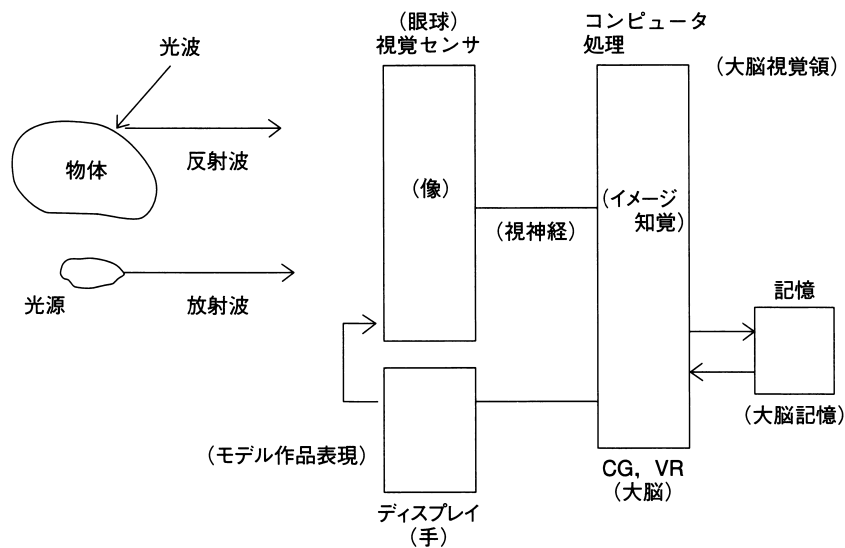 光波
物体
反射波
光源
放射波
（眼球）
視覚センサ
（像）
（視神経）
コンピュータ
処理
（大脳視覚領）
（イメージ
知覚）
記憶
（大脳記憶）
（モデル作品表現）
ディスプレイ
（手）
CG，VR
（大脳）